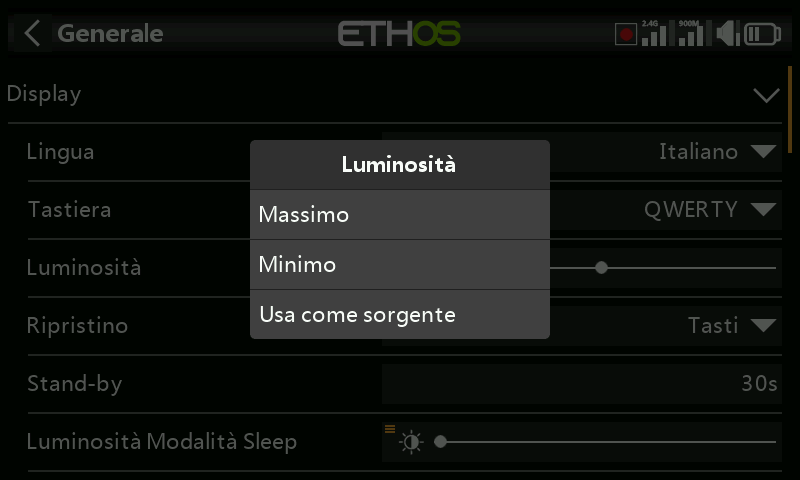 Generale
ETHOS
2.4G
900M
Display
Lingua
Italiano
Luminosità
Massimo
Tastiera
QWERTY
Minimo
Luminosità
Usa come sorgente
Ripristino
Tasti
Stand-by
30s
Luminosità Modalità Sleep